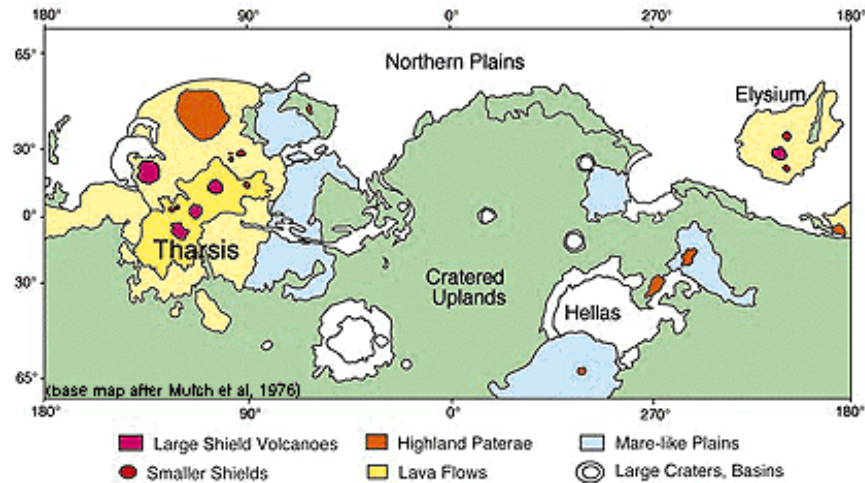 180° 90° 0° 270° 180°
65°
Northern Plains
Elysium
30°
0°
Tharsis
30°
Cratered
Uplands
Hellas
65°
(base map after Mutch et al, 1976)
180° 90° 0° 270° 180°
Large Shield Volcanoes Highland Paterae Mare-like Plains
Smaller Shields Lava Flows Large Craters, Basins